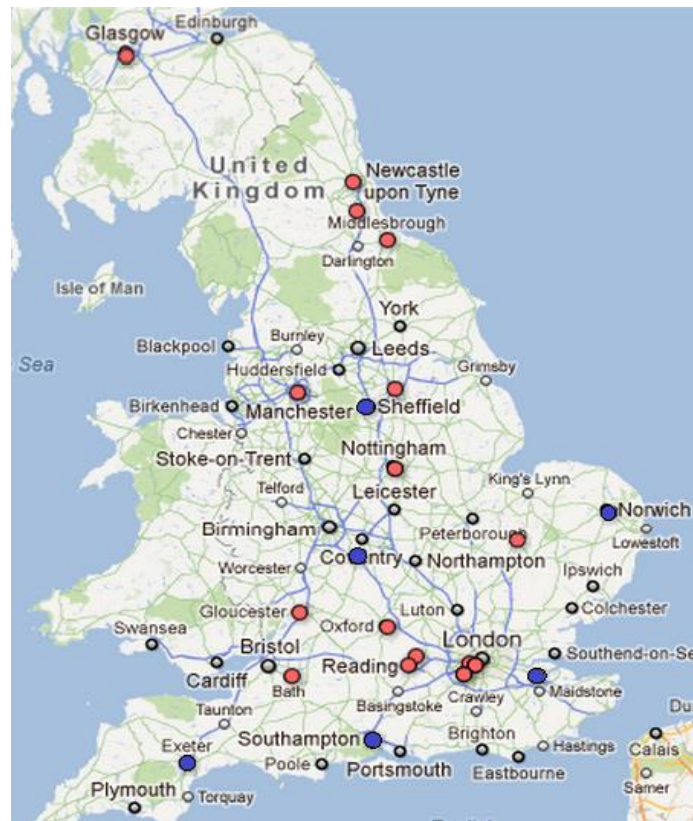 Edinburgh
Glasgow
United
Kingdom
Newcastle
upon Tyne
Middlesbrough
Darlington
Isle of Man
York
Burnley
Blackpool
Leeds
Sea
Huddersfield
Grimsby
Birkenhead
Manchester
Sheffield
Chester
Nottingham
Stoke-on-Trent
King's Lynn
Telford
Leicester
Norwich
Birmingham
Peterborough
Lowestoft
Coventry
Northampton
Worcester
Ipswich
Gloucester
Luton
Colchester
Oxford
Swansea
London
Bristol
Reading
Southend-on-Se
Cardiff
Bath
Maidstone
Basingstoke
Crawley
Taunton
Du
Southampton
Brighton
Exeter
Hastings
Calais
Poole
Portsmouth
Eastbourne
Plymouth
Torquay
Samer